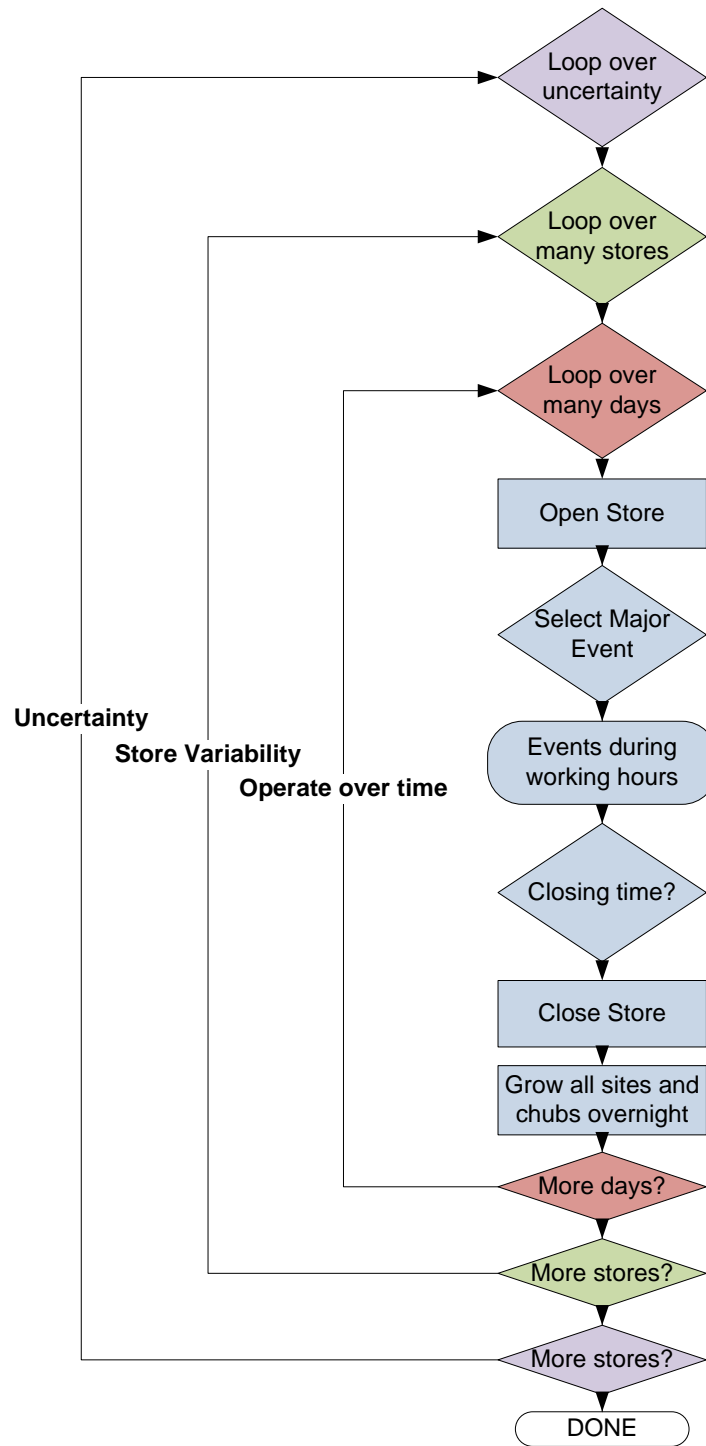 Loop over
uncertainty
Loop over
many stores
Loop over
many days
Open Store
Select Major
Event
Uncertainty
Store Variability
Operate over time
Events during
working hours
Closing time?
Close Store
Grow all sites and
chubs overnight
More days?
More stores?
More stores?
DONE